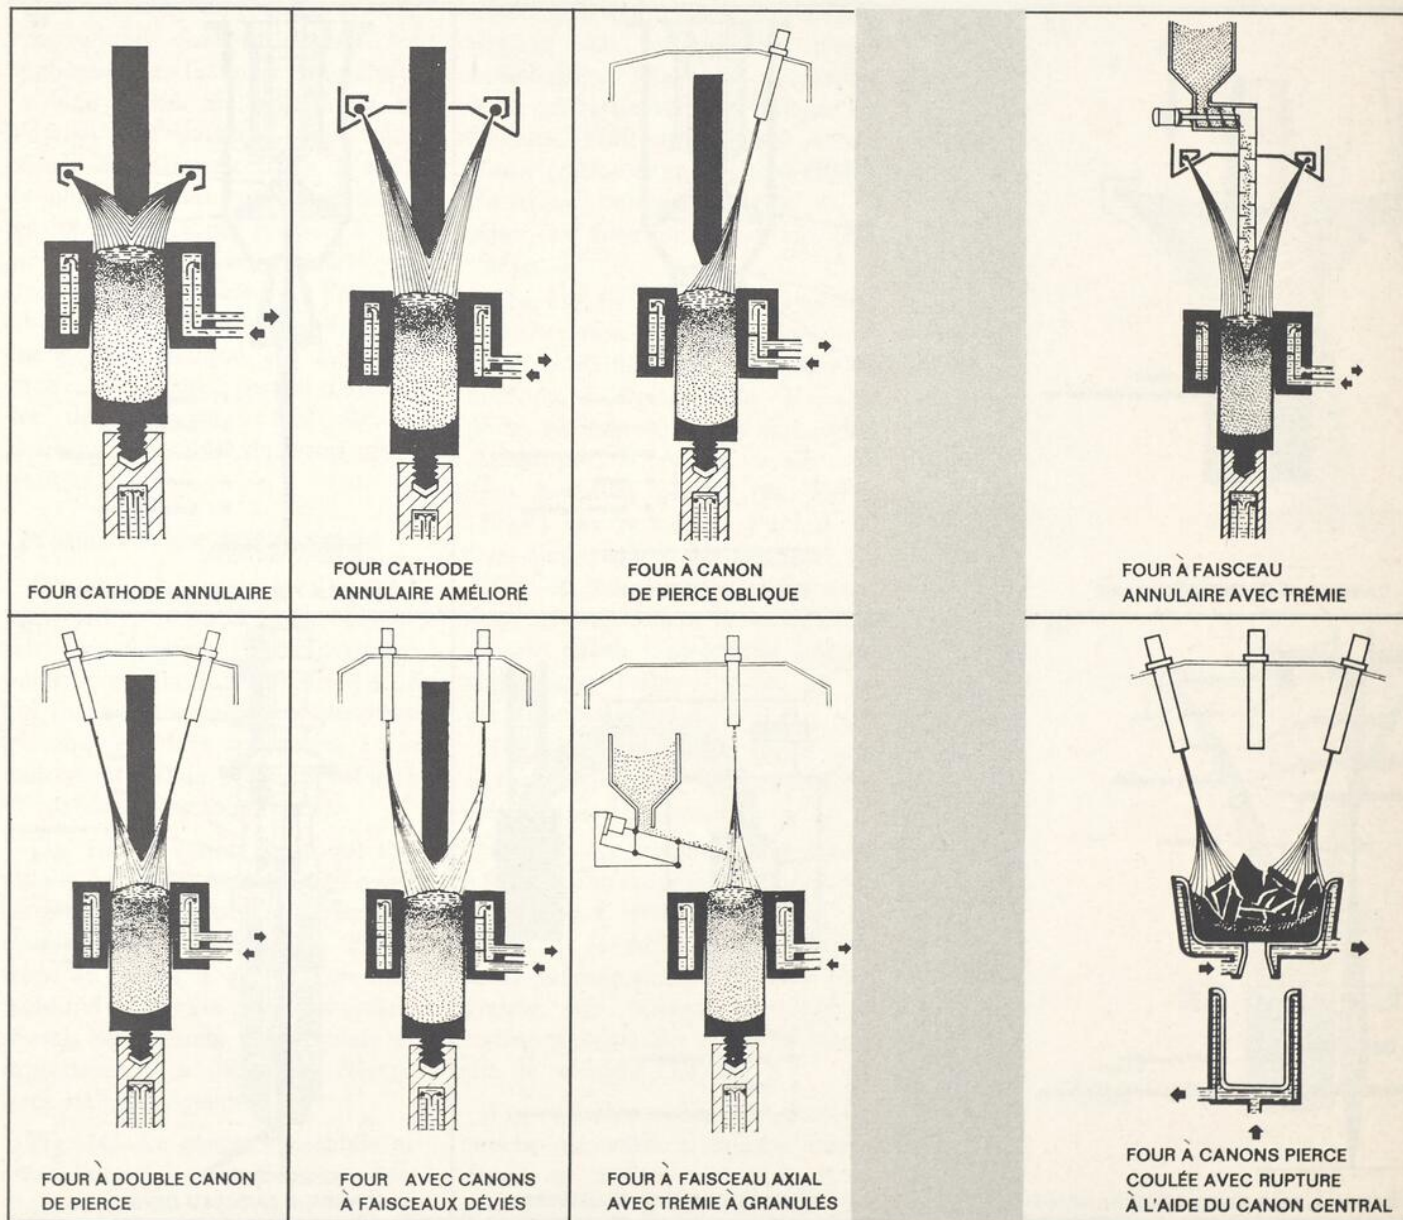 FOUR CATHODE ANNULAIRE
FOUR CATHODE
ANNULAIRE AMÉLIORÉ
FOUR À CANON
DE PIERCE OBLIQUE
FOUR À FAISCEAU
ANNULAIRE AVEC TRÉMIE
FOUR À DOUBLE CANON
DE PIERCE
FOUR AVEC CANONS
À FAISCEAUX DÉVIÉS
FOUR À FAISCEAU AXIAL
AVEC TRÉMIE À GRANULÉS
FOUR À CANONS PIERCE
COULÉE AVEC RUPTURE
À L'AIDE DU CANON CENTRAL